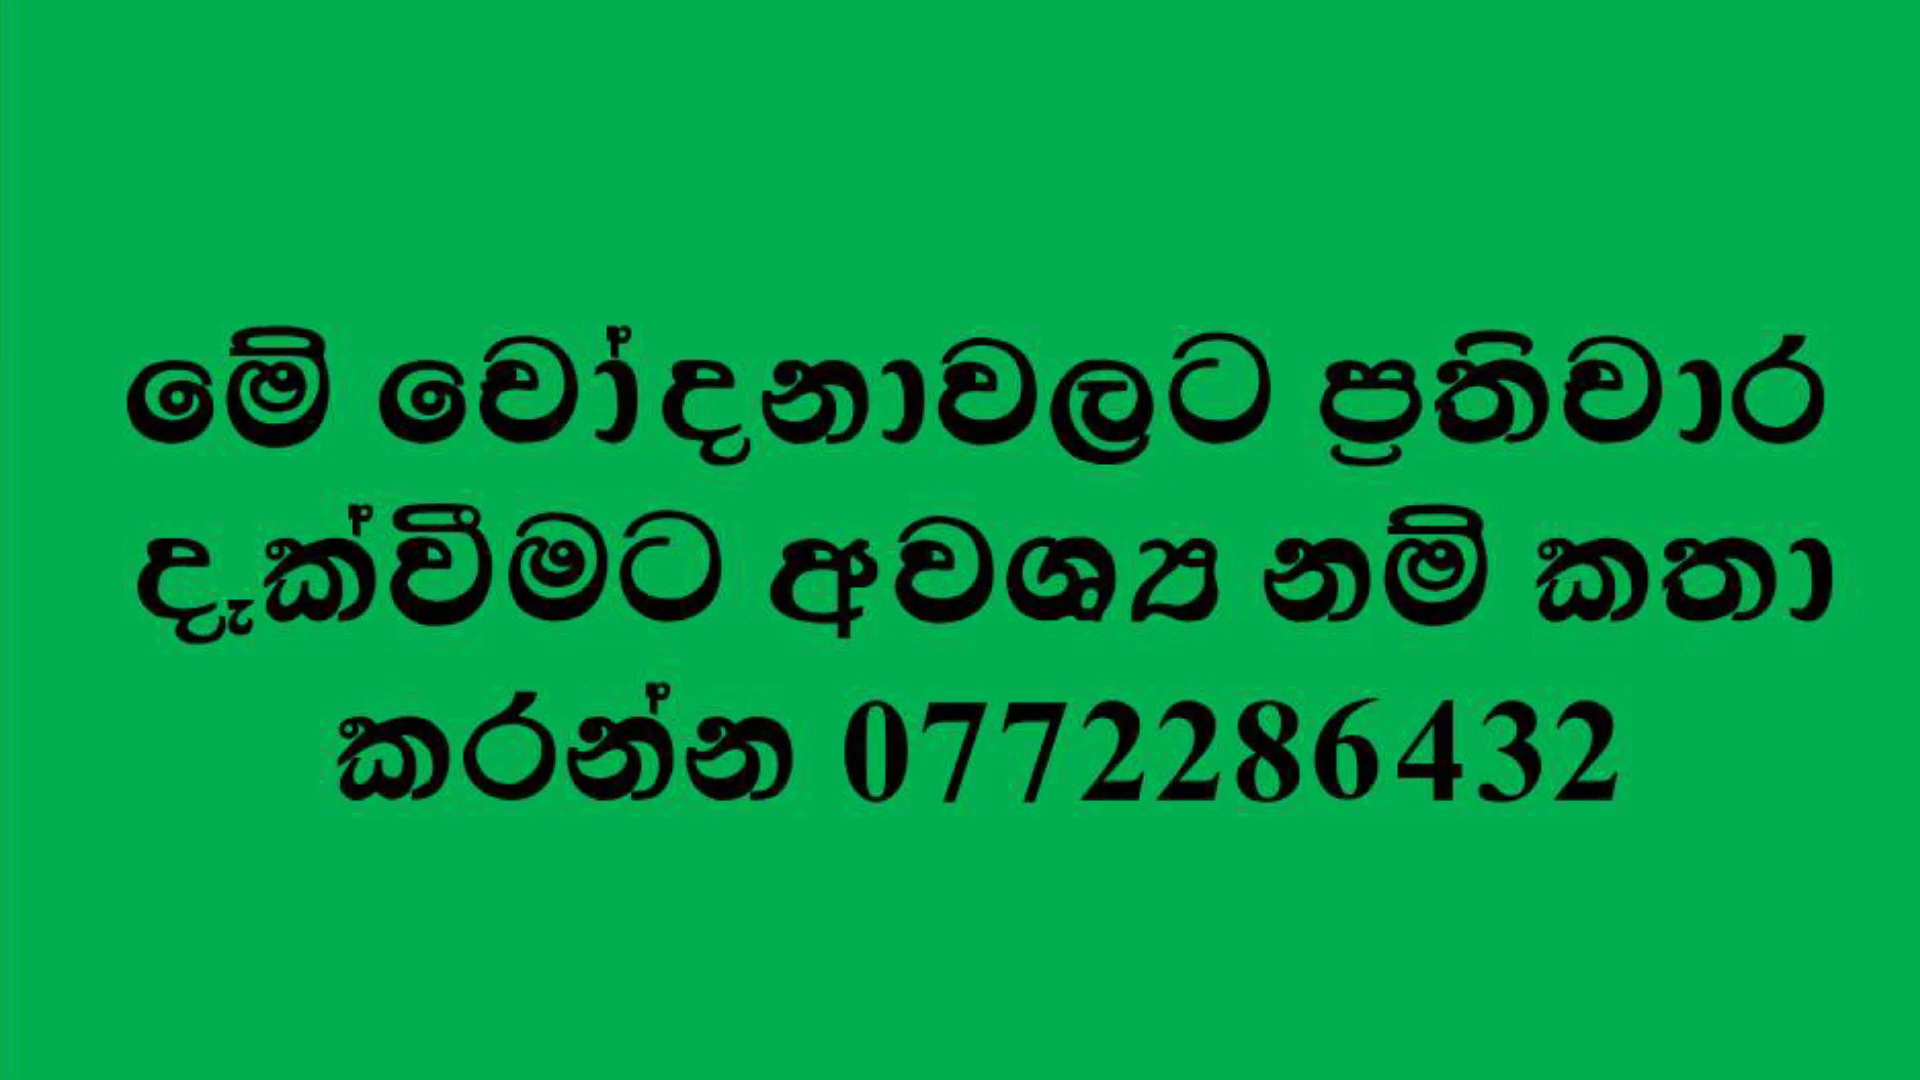 මේ චෝදනාවලට ප්‍රතිචාර
දැක්වීමට අවශ්‍ය නම් කතා
කරන්න 0772286432